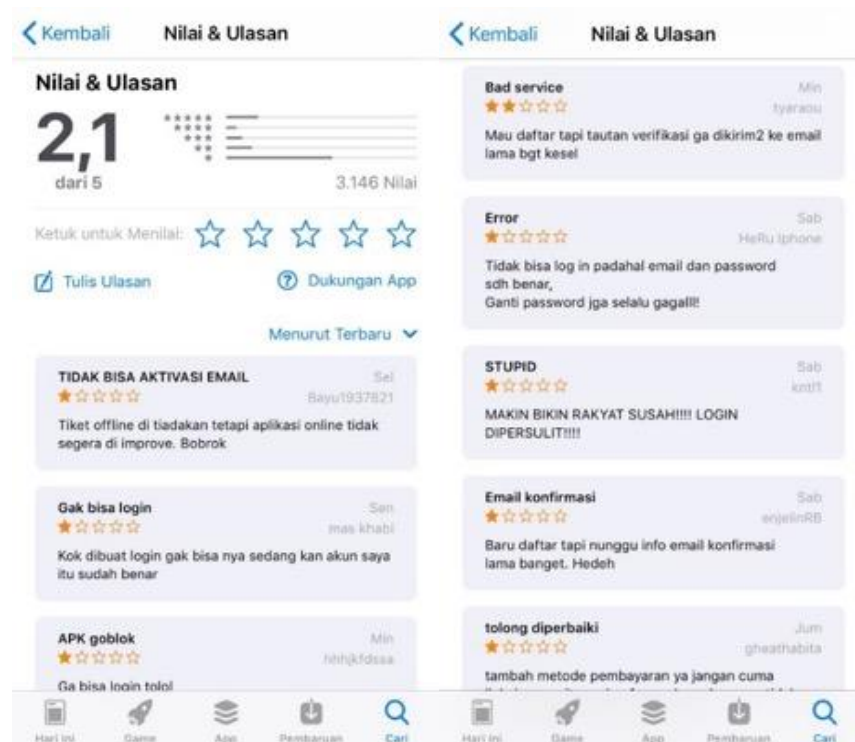 Kembali
Nilai & Ulasan
Nilai & Ulasan
2,1
dari 5
3.146 Nilai
Ketuk untuk Menilai:
Tulis Ulasan
Dukungan App
Menurut Terbaru
TIDAK BISA AKTIVASI EMAIL
Sel
Bayu1937821
Tiket offline di tiadakan tetapi aplikasi online tidak
segera di improve. Bobrok
Gak bisa login
Sen
mas khabl
Kok dibuat login gak bisa nya sedang kan akun saya
itu sudah benar
APK goblok
Min
hhhjkfdsaa
Ga bisa login tolol
Hari Ini
Game
App
Pembaruan
Cari
Kembali
Nilai & Ulasan
Bad service
Min
tyaraou
Mau daftar tapi tautan verifikasi ga dikirim2 ke email
lama bgt kesel
Error
Sab
HeRu Iphone
Tidak bisa log in padahal email dan password
sdh benar,
Ganti password jga selalu gagalll!
STUPID
Sab
MAKIN BIKIN RAKYAT SUSAH!!!! LOGIN
DIPERSULIT!!!!
Email konfirmasi
Sab
enjelinRB
Baru daftar tapi nunggu info email konfirmasi
lama banget. Hedeh
tolong diperbaiki
Jum
gheathabita
tambah metode pembayaran ya jangan cuma
Hari Ini
Game
App
Pembaruan
Cari